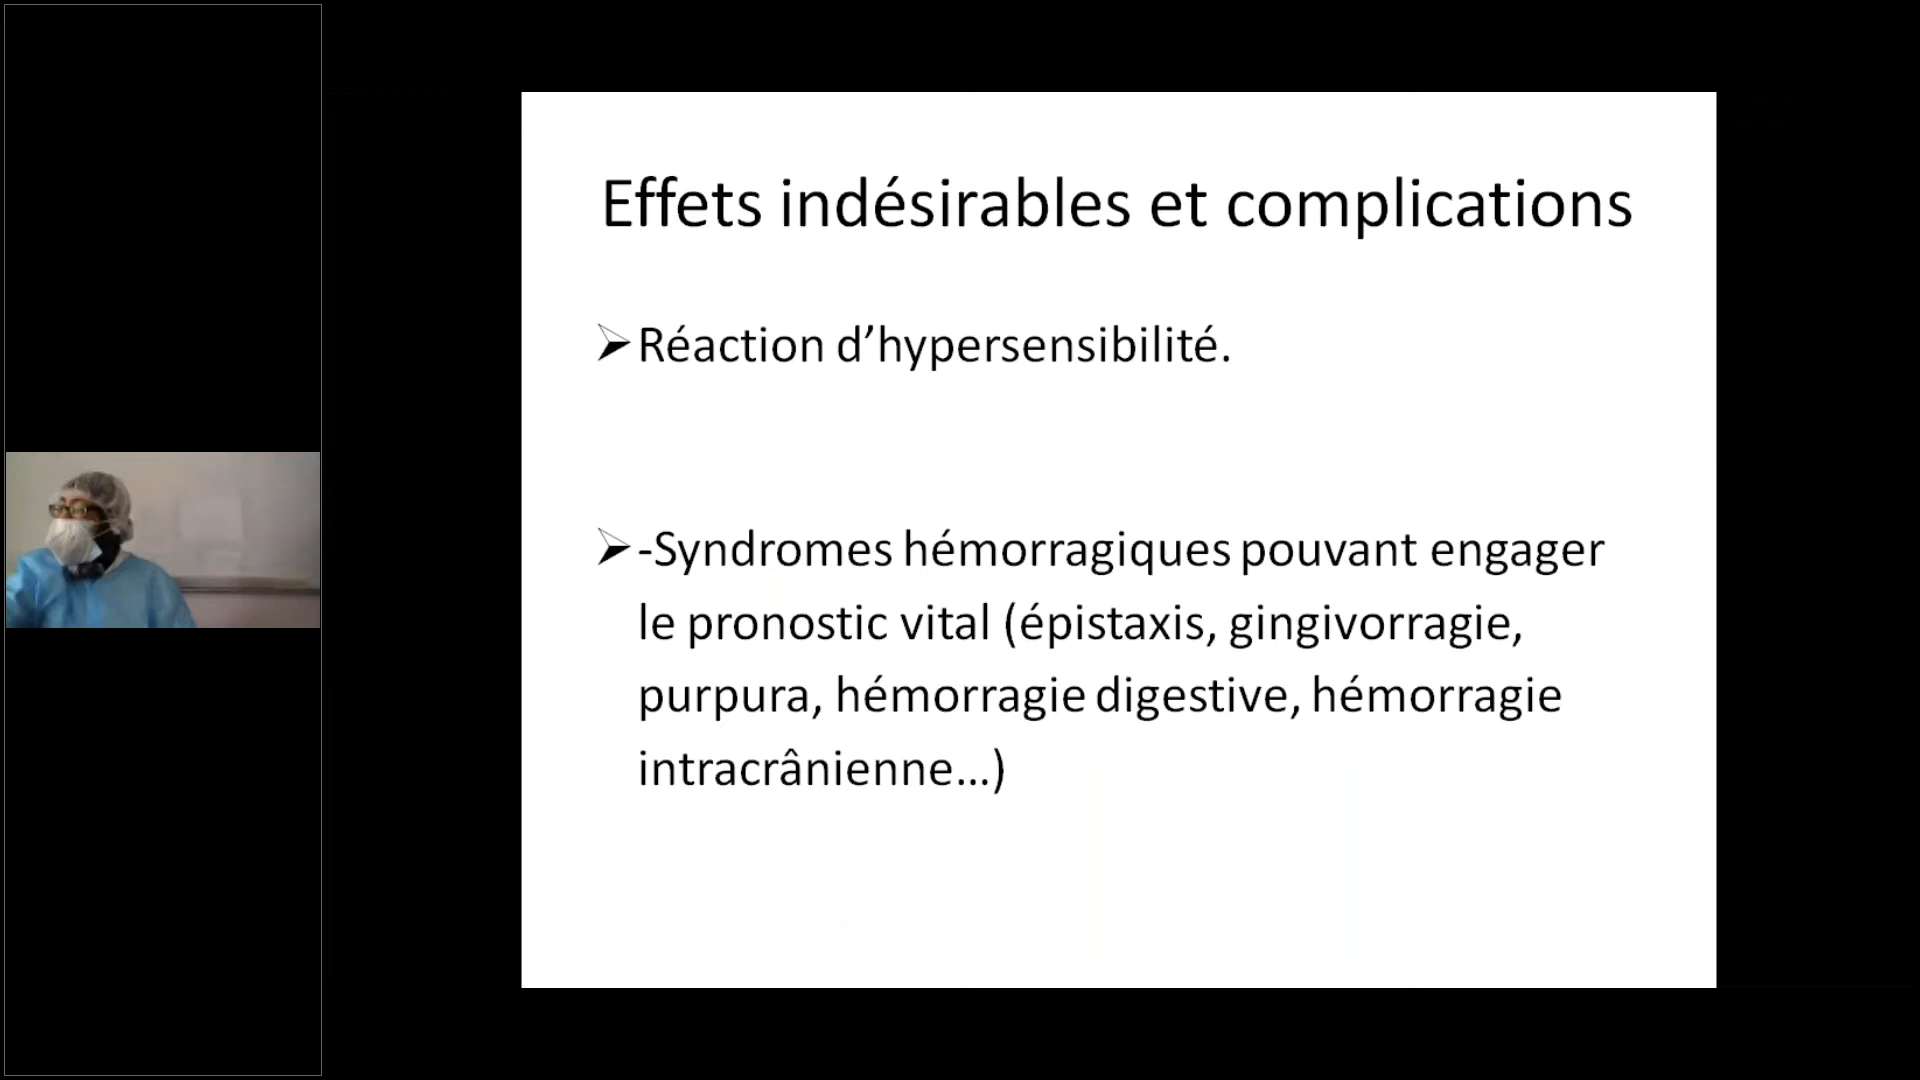 Effets indésirables et complications
➢Réaction d’hypersensibilité.
➢-Syndromes hémorragiques pouvant engager
le pronostic vital (épistaxis, gingivorragie,
purpura, hémorragie digestive, hémorragie
intracrânienne…)